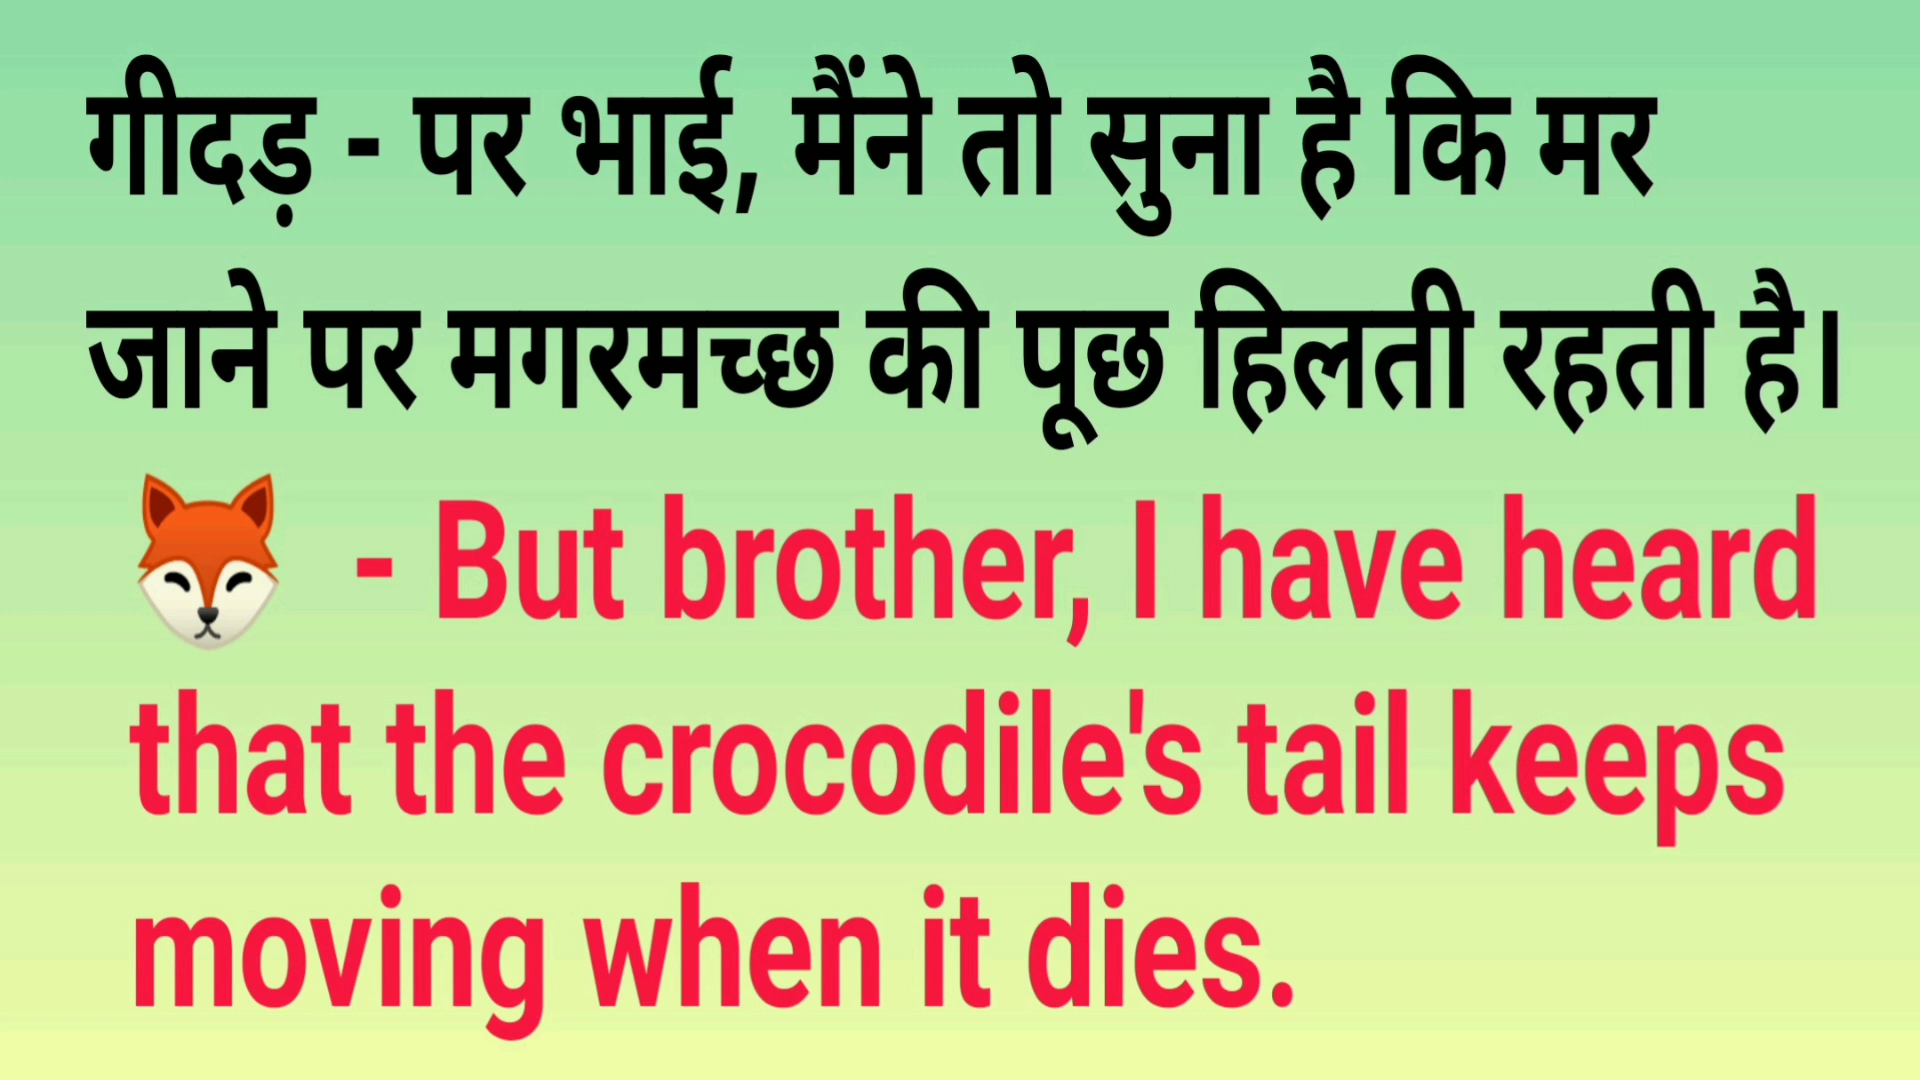 गीदड़ - पर भाई, मैंने तो सुना है कि मर
जाने पर मगरमच्छ की पूछ हिलती रहती है।
- But brother, I have heard
that the crocodile's tail keeps
moving when it dies.